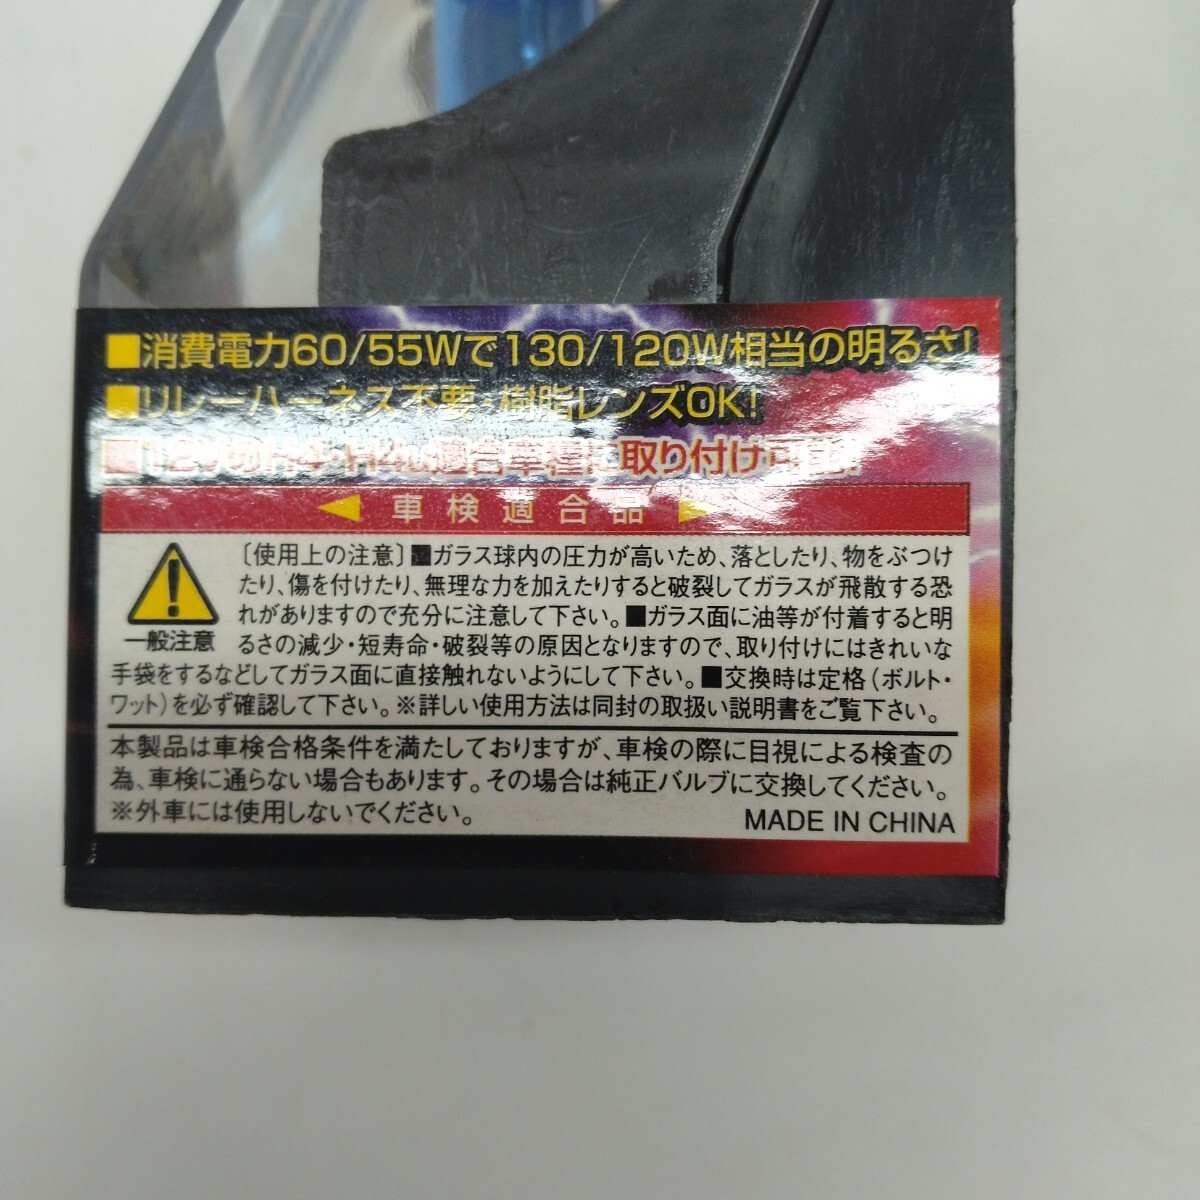 ■消費電力60/55Wで130/120W相当の明るさ!
■リレーハーネス不要・樹脂レンズOK!
■12VのH4・H4U適合車種に取り付け可能!
◀ 車検適合品 ▶
〔使用上の注意〕■ガラス球内の圧力が高いため、落としたり、物をぶつけ
たり、傷を付けたり、無理な力を加えたりすると破裂してガラスが飛散する恐
れがありますので充分に注意して下さい。■ガラス面に油等が付着すると明
るさの減少・短寿命・破裂等の原因となりますので、取り付けにはきれいな
手袋をするなどしてガラス面に直接触れないようにして下さい。■交換時は定格(ボルト・
ワット)を必ず確認して下さい。※詳しい使用方法は同封の取扱い説明書をご覧下さい。
一般注意
本製品は車検合格条件を満たしておりますが、車検の際に目視による検査の
為、車検に通らない場合もあります。その場合は純正バルブに交換してください。
※外車には使用しないでください。
MADE IN CHINA